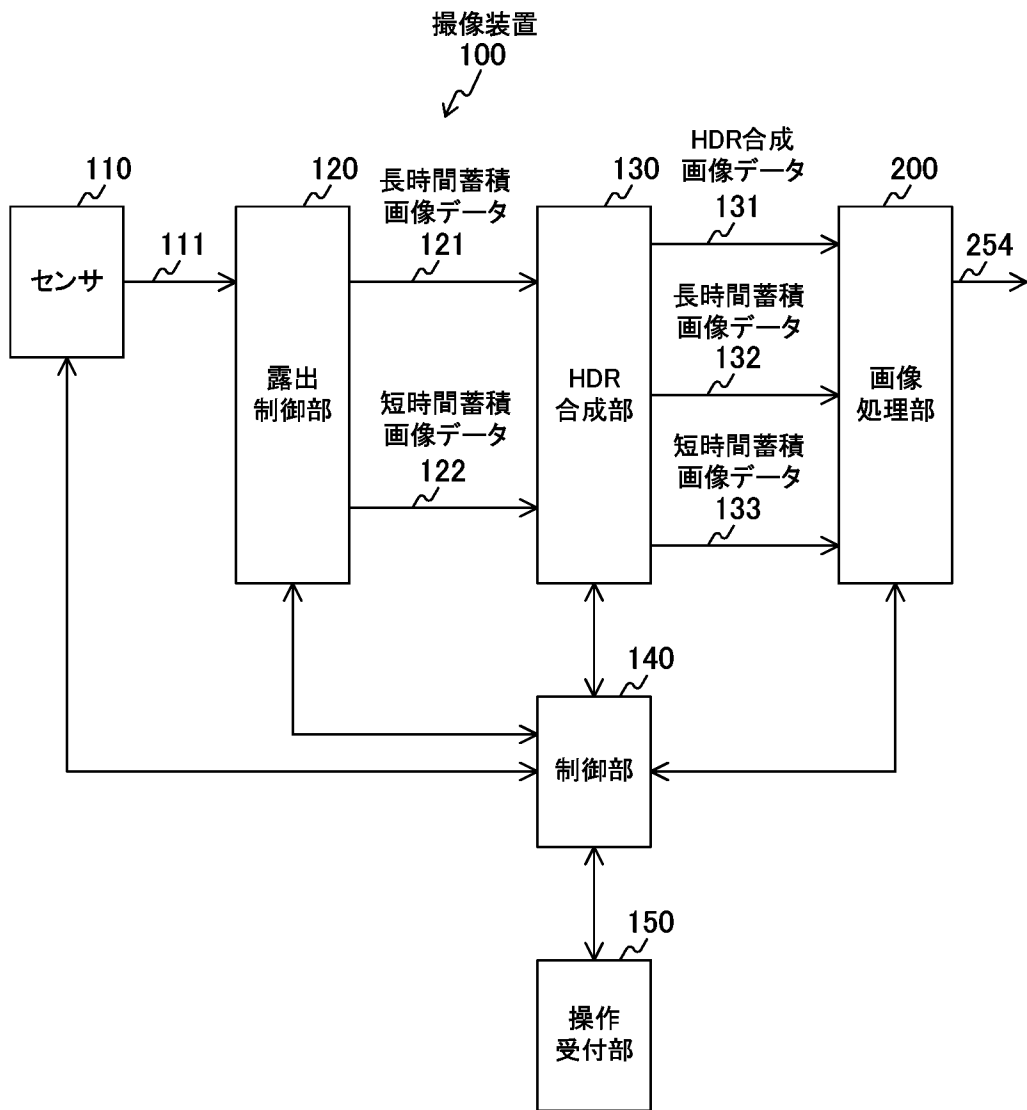 撮像装置
100
110
120
長時間蓄積
画像データ
121
130
HDR合成
画像データ
131
200
111
センサ
254
長時間蓄積
画像データ
132
露出
制御部
HDR
合成部
画像
処理部
短時間蓄積
画像データ
122
短時間蓄積
画像データ
133
140
制御部
150
操作
受付部